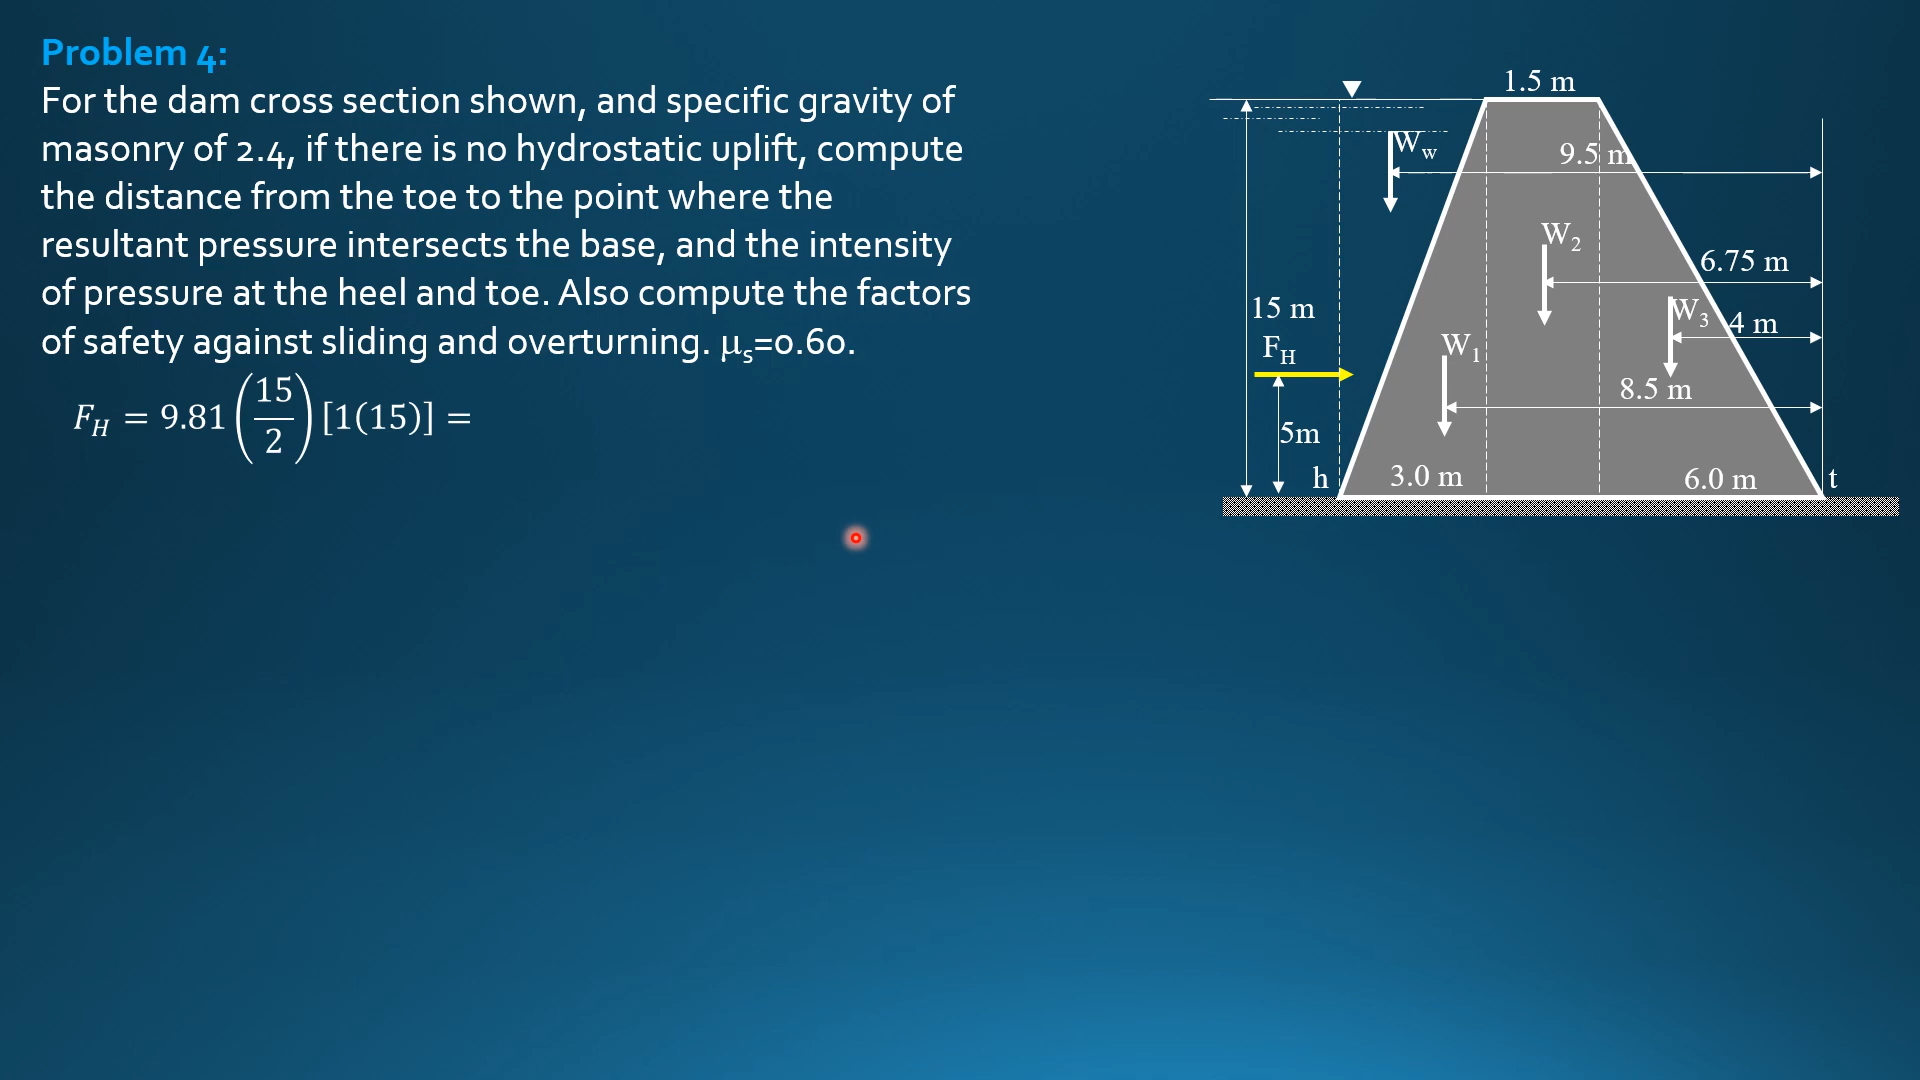 Problem 4:
For the dam cross section shown, and specific gravity of
masonry of 2.4, if there is no hydrostatic uplift, compute
the distance from the toe to the point where the
resultant pressure intersects the base, and the intensity
of pressure at the heel and toe. Also compute the factors
of safety against sliding and overturning. μₛ=0.60.
F_H = 9.81 (15/2) [1(15)] =
1.5 m
W_w
9.5 m
W₂
6.75 m
15 m
W₃
4 m
F_H
W₁
8.5 m
5m
h
3.0 m
6.0 m
t